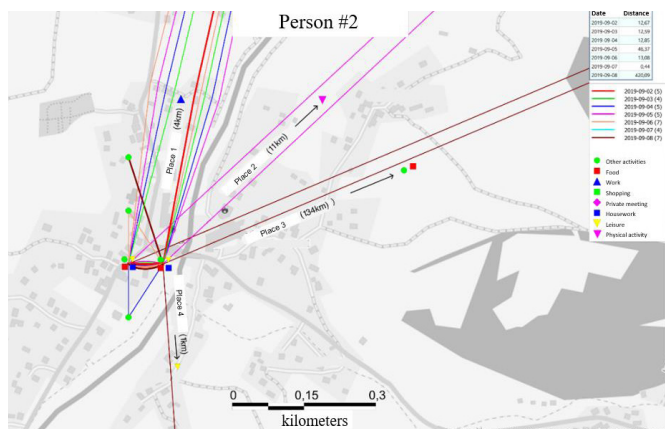 Person #2
Date Distance
2019-09-02 12,67
2019-09-03 12,59
2019-09-04 12,85
2019-09-05 46,37
2019-09-06 13,08
2019-09-07 0,44
2019-09-08 420,09
2019-09-02 (5)
2019-09-03 (4)
2019-09-04 (5)
2019-09-05 (5)
2019-09-06 (7)
2019-09-07 (4)
2019-09-08 (7)
Other activities
Food
Work
Shopping
Private meeting
Housework
Leisure
Physical activity
Place 1 (4km)
Place 2 (11km)
Place 3 (134km) )
Place 4 (1km)
0 0,15 0,3
kilometers